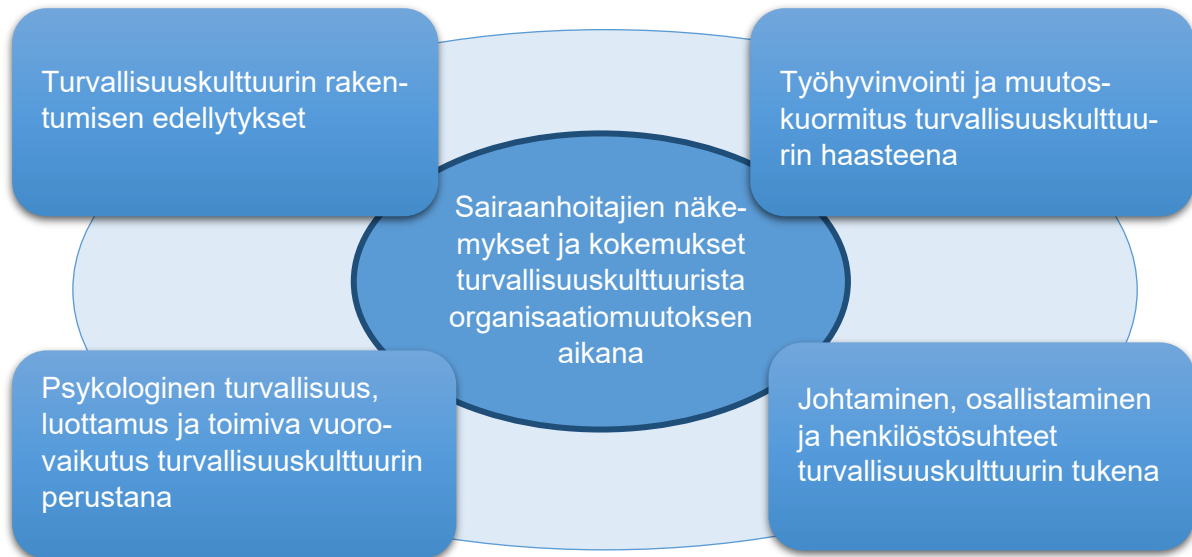 Turvallisuuskulttuurin raken-
tumisen edellytykset
Työhyvinvointi ja muutos-
kuormitus turvallisuuskulttuu-
rin haasteena
Sairaanhoitajien näke-
mykset ja kokemukset
turvallisuuskulttuurista
organisaatiomuutoksen
aikana
Psykologinen turvallisuus,
luottamus ja toimiva vuoro-
vaikutus turvallisuuskulttuurin
perustana
Johtaminen, osallistaminen
ja henkilöstösuhteet
turvallisuuskulttuurin tukena